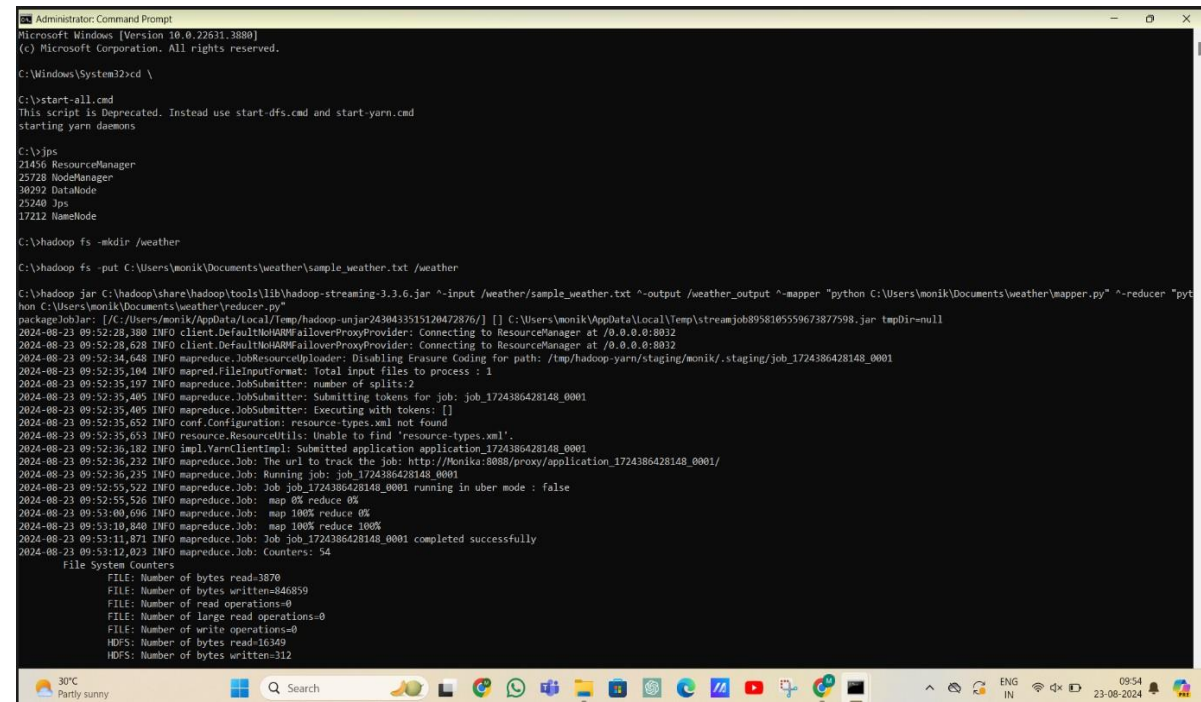 Administrator: Command Prompt
Microsoft Windows [Version 10.0.22631.3880]
(c) Microsoft Corporation. All rights reserved.
C:\Windows\System32>cd \
C:\>start-all.cmd
This script is Deprecated. Instead use start-dfs.cmd and start-yarn.cmd
starting yarn daemons
C:\>jps
21456 ResourceManager
25728 NodeManager
30292 DataNode
25240 Jps
17212 NameNode
C:\>hadoop fs -mkdir /weather
C:\>hadoop fs -put C:\Users\monik\Documents\weather\sample_weather.txt /weather
C:\>hadoop jar C:\hadoop\share\hadoop\tools\lib\hadoop-streaming-3.3.6.jar ^-input /weather/sample_weather.txt ^-output /weather_output ^-mapper "python C:\Users\monik\Documents\weather\mapper.py" ^-reducer "pyt
hon C:\Users\monik\Documents\weather\reducer.py"
packageJobJar: [/C:/Users/monik/AppData/Local/Temp/hadoop-unjar2430433515120472876/] [] C:\Users\monik\AppData\Local\Temp\streamjob8958105559673877598.jar tmpDir=null
2024-08-23 09:52:28,380 INFO client.DefaultNoHARMFailoverProxyProvider: Connecting to ResourceManager at /0.0.0.0:8032
2024-08-23 09:52:28,628 INFO client.DefaultNoHARMFailoverProxyProvider: Connecting to ResourceManager at /0.0.0.0:8032
2024-08-23 09:52:34,648 INFO mapreduce.JobResourceUploader: Disabling Erasure Coding for path: /tmp/hadoop-yarn/staging/monik/.staging/job_1724386428148_0001
2024-08-23 09:52:35,104 INFO mapred.FileInputFormat: Total input files to process : 1
2024-08-23 09:52:35,197 INFO mapreduce.JobSubmitter: number of splits:2
2024-08-23 09:52:35,405 INFO mapreduce.JobSubmitter: Submitting tokens for job: job_1724386428148_0001
2024-08-23 09:52:35,405 INFO mapreduce.JobSubmitter: Executing with tokens: []
2024-08-23 09:52:35,652 INFO conf.Configuration: resource-types.xml not found
2024-08-23 09:52:35,653 INFO resource.ResourceUtils: Unable to find 'resource-types.xml'.
2024-08-23 09:52:36,182 INFO impl.YarnClientImpl: Submitted application application_1724386428148_0001
2024-08-23 09:52:36,232 INFO mapreduce.Job: The url to track the job: http://Monika:8088/proxy/application_1724386428148_0001/
2024-08-23 09:52:36,235 INFO mapreduce.Job: Running job: job_1724386428148_0001
2024-08-23 09:52:55,522 INFO mapreduce.Job: Job job_1724386428148_0001 running in uber mode : false
2024-08-23 09:52:55,526 INFO mapreduce.Job:  map 0% reduce 0%
2024-08-23 09:53:00,696 INFO mapreduce.Job:  map 100% reduce 0%
2024-08-23 09:53:10,840 INFO mapreduce.Job:  map 100% reduce 100%
2024-08-23 09:53:11,871 INFO mapreduce.Job: Job job_1724386428148_0001 completed successfully
2024-08-23 09:53:12,023 INFO mapreduce.Job: Counters: 54
File System Counters
FILE: Number of bytes read=3870
FILE: Number of bytes written=846859
FILE: Number of read operations=0
FILE: Number of large read operations=0
FILE: Number of write operations=0
HDFS: Number of bytes read=16349
HDFS: Number of bytes written=312
30°C
Partly sunny
Search
ENG
IN
09:54
23-08-2024